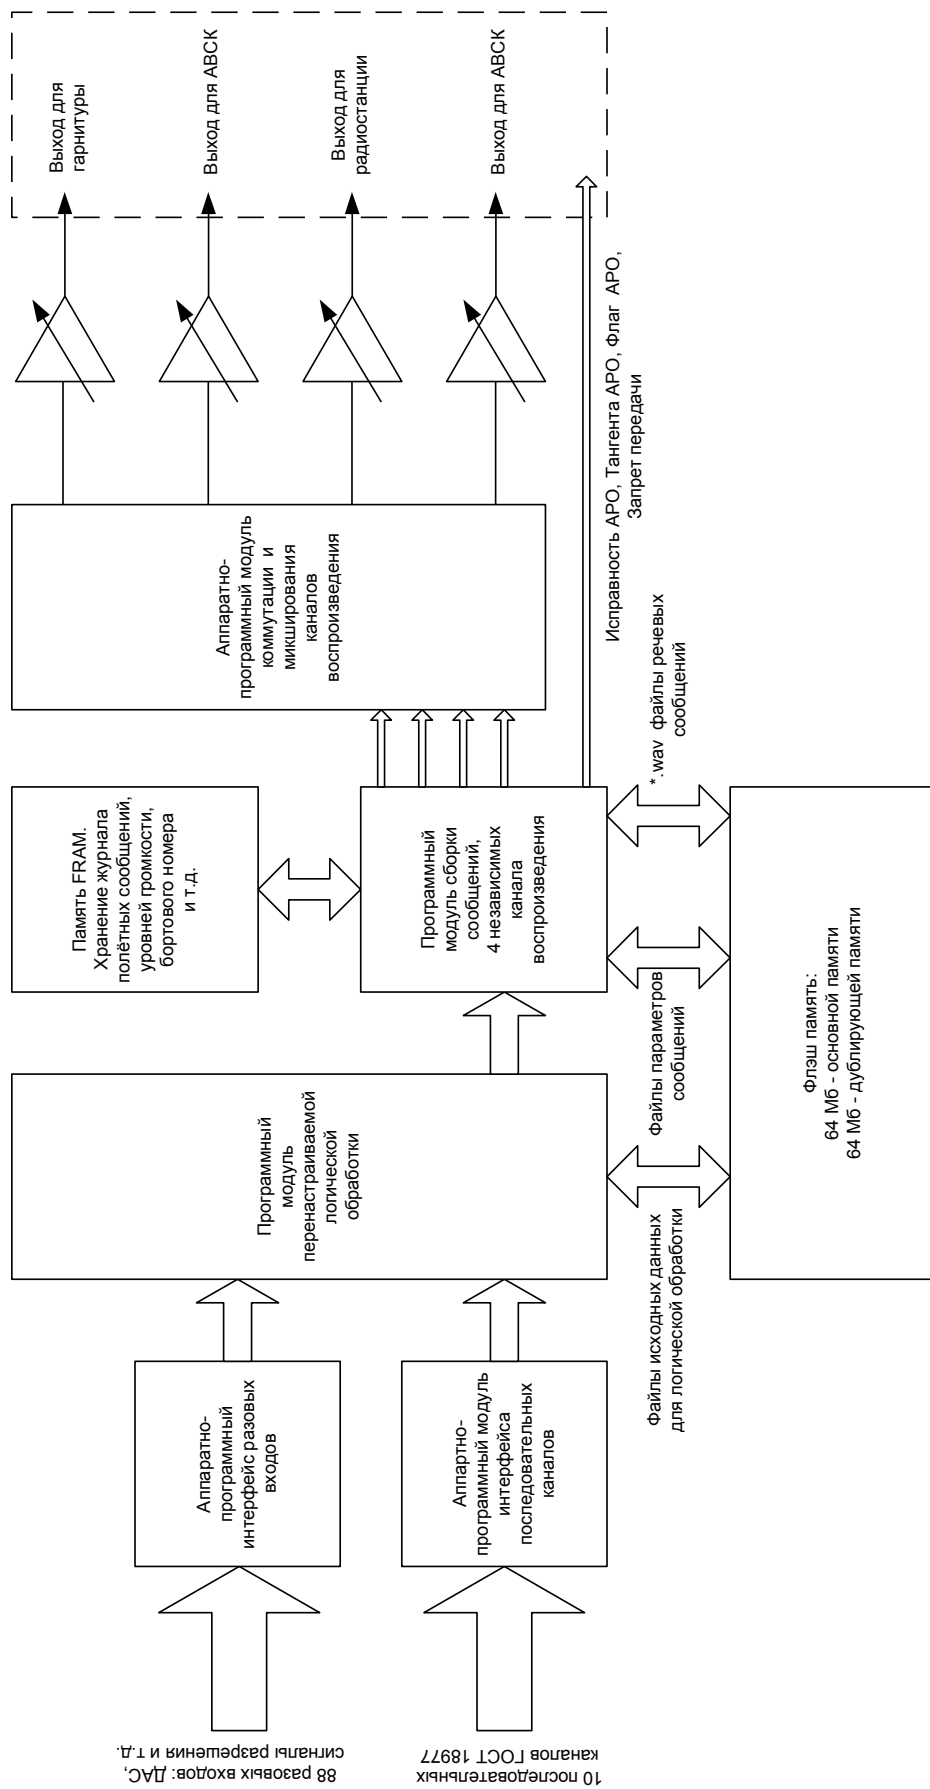 88 разовых входов: ДАС,
сигналы разрешения и т.д.
10 последовательных
каналов ГОСТ 18977
Аппаратно-
программный
интерфейс разовых
входов
Аппартно-
программный модуль
интерфейса
последовательных
каналов
Программный
модуль
перенастраиваемой
логической
обработки
Файлы исходных данных
для логической обработки
Память FRAM.
Хранение журнала
полётных сообщений,
уровней громкости,
бортового номера
и т.д.
Программный
модуль сборки
сообщений,
4 независимых
канала
воспроизведения
Файлы параметров
сообщений
*.wav файлы речевых
сообщений
Флэш память:
64 Мб - основной памяти
64 Мб - дублирующей памяти
Аппаратно-
программный модуль
коммутации и
микширования
каналов
воспроизведения
Исправность АРО, Тангента АРО, Флаг АРО,
Запрет передачи
Выход для
гарнитуры
Выход для АВСК
Выход для
радиостанции
Выход для АВСК